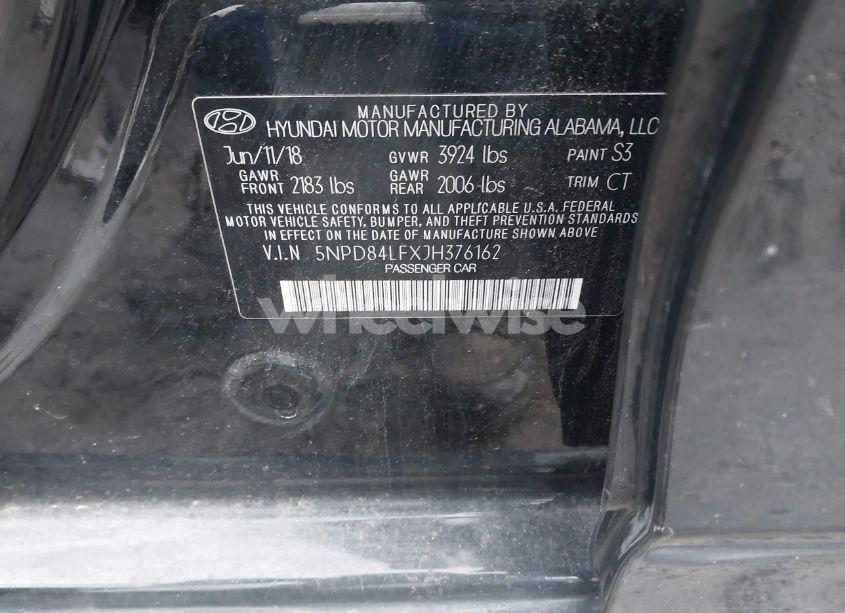 MANUFACTURED BY
HYUNDAI MOTOR MANUFACTURING ALABAMA, LLC
Jun/11/18 GVWR 3924 lbs PAINT S3
GAWR FRONT 2183 lbs GAWR REAR 2006 lbs TRIM CT
THIS VEHICLE CONFORMS TO ALL APPLICABLE U.S.A. FEDERAL
MOTOR VEHICLE SAFETY, BUMPER, AND THEFT PREVENTION STANDARDS
IN EFFECT ON THE DATE OF MANUFACTURE SHOWN ABOVE
V.I.N 5NPD84LFXJH376162
PASSENGER CAR
wheelwise